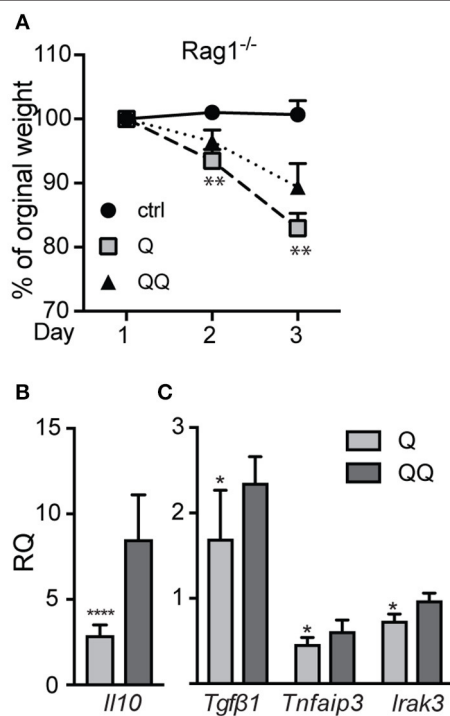 A
Rag1-/-
110
100
90
80
70
% of orginal weight
ctrl
Q
QQ
**
**
Day
1 2 3
B
C
15
10
5
0
RQ
****
Il10
3
2
1
Q
QQ
*
*
*
Tgfβ1 Tnfaip3 Irak3